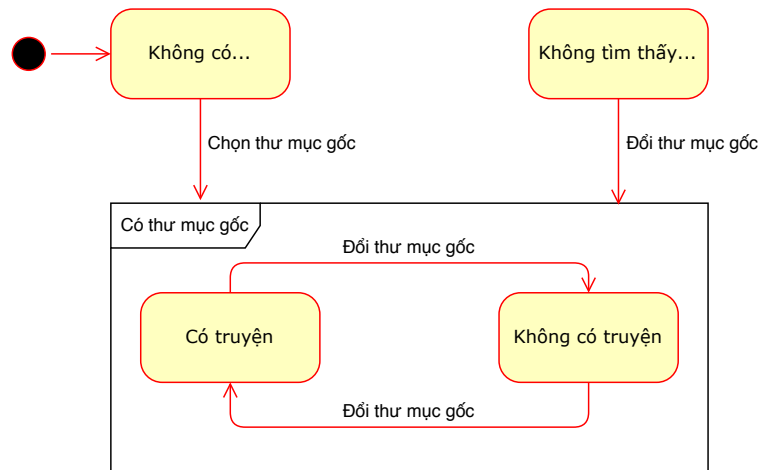 Không có...
Không tìm thấy...
Chọn thư mục gốc
Đổi thư mục gốc
Có thư mục gốc
Đổi thư mục gốc
Có truyện
Không có truyện
Đổi thư mục gốc